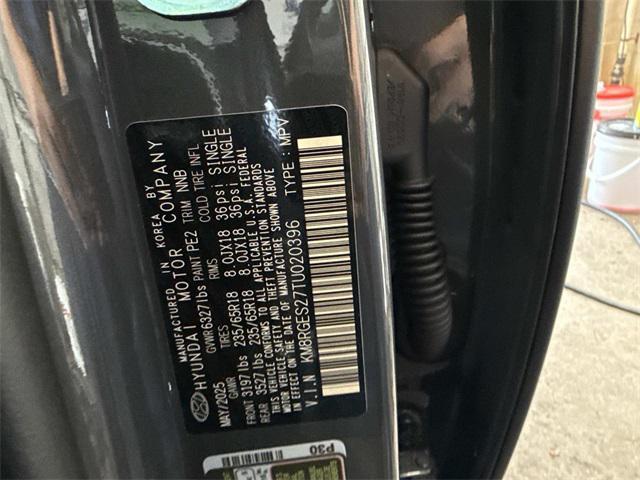 MANUFACTURED IN KOREA BY
HYUNDAI MOTOR COMPANY
MAY/2025 GVWR 6327lbs PAINT PE2 TRIM NNB
GAWR TIRES COLD TIRE INFL
FRONT 3197lbs 235/65R18 8.0JX18 36psi SINGLE
REAR 3527lbs 235/65R18 8.0JX18 36psi SINGLE
THIS VEHICLE CONFORMS TO ALL APPLICABLE U.S.A. FEDERAL
MOTOR VEHICLE SAFETY AND THEFT PREVENTION STANDARDS
IN EFFECT ON THE DATE OF MANUFACTURE SHOWN ABOVE
V.I.N KM8RGES27TU020396 TYPE : MPV
P30